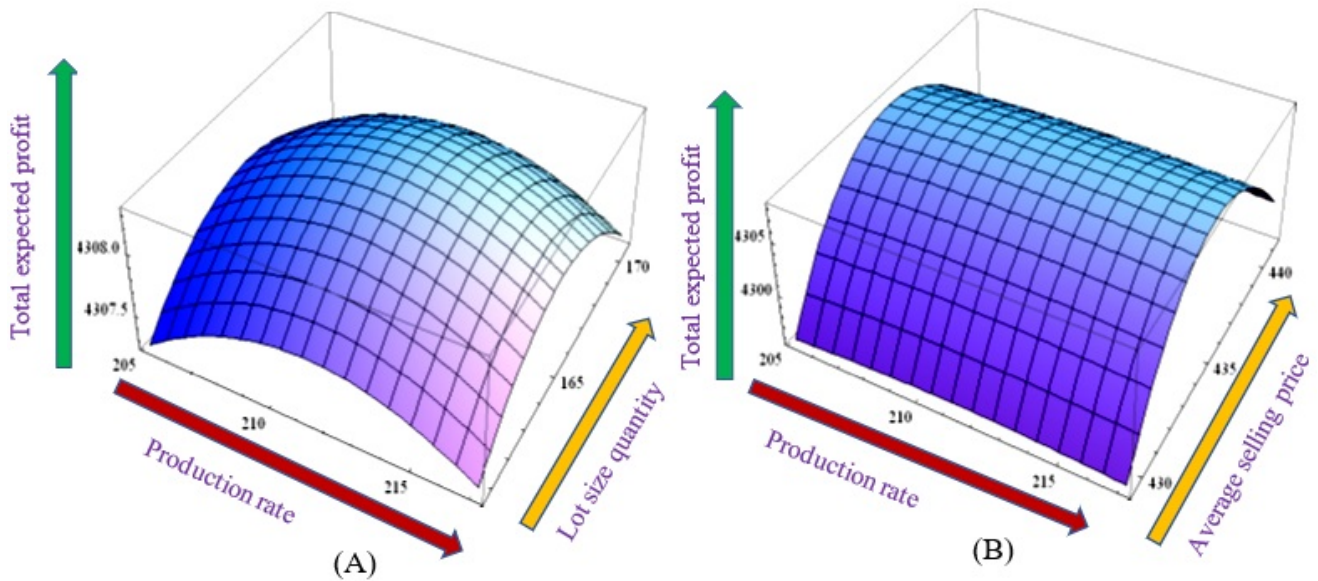 Total expected profit
4308.0
4307.5
205
210
215
Production rate
170
165
Lot size quantity
(A)
Total expected profit
4305
4300
205
210
215
Production rate
440
435
430
Average selling price
(B)